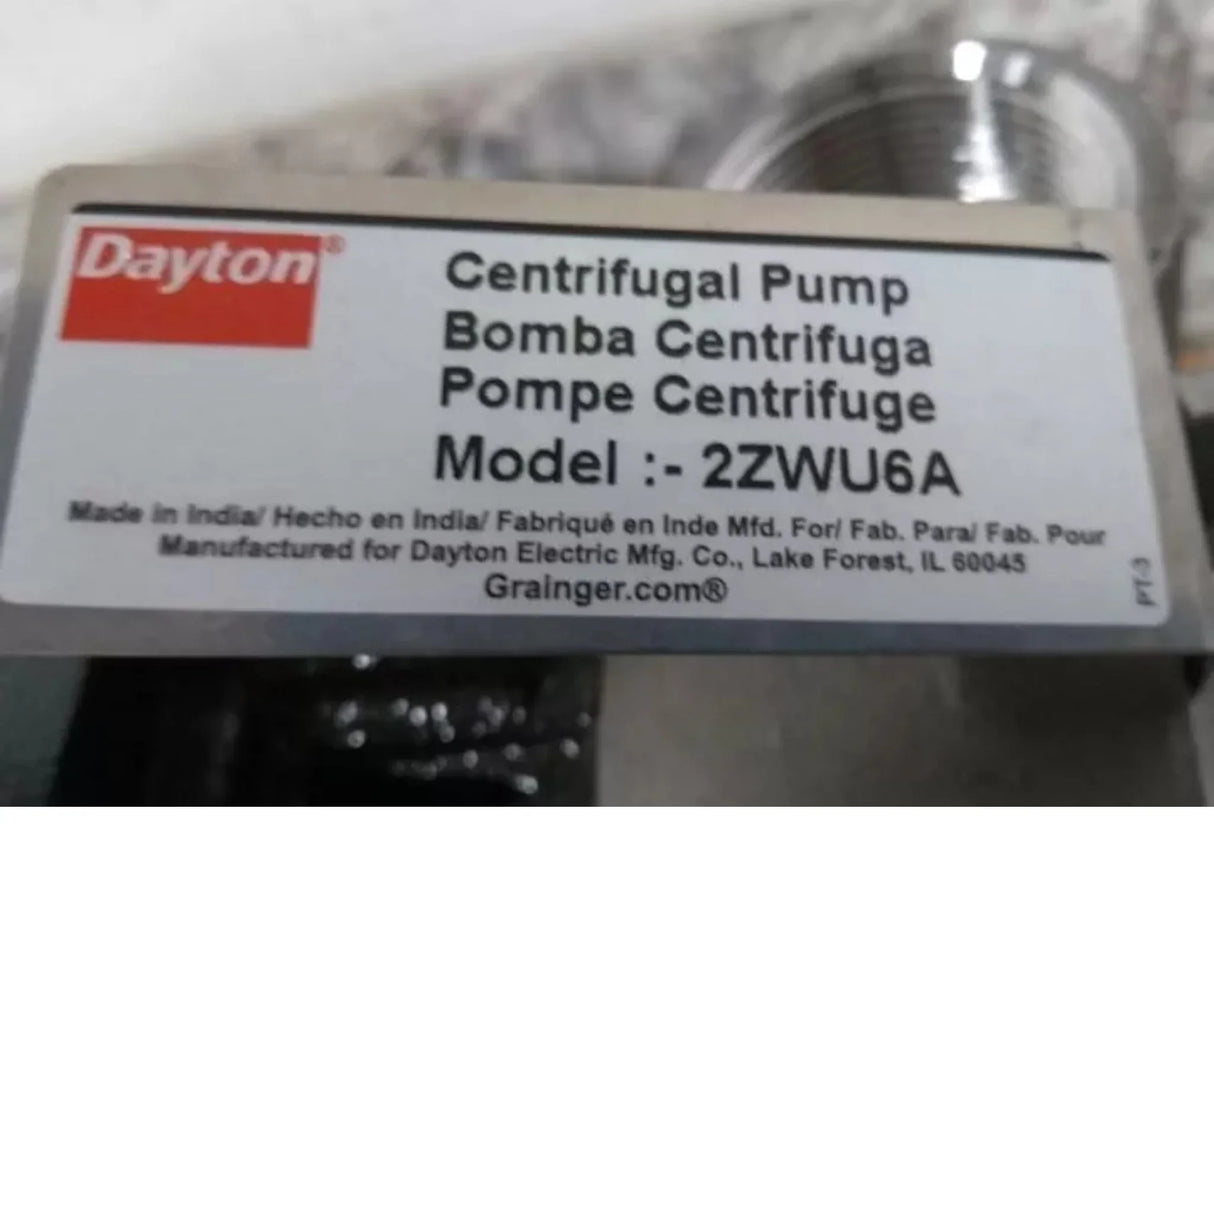 Dayton®
Centrifugal Pump
Bomba Centrifuga
Pompe Centrifuge
Model :- 2ZWU6A
Made in India/ Hecho en India/ Fabriqué en Inde Mfd. For/ Fab. Para/ Fab. Pour
Manufactured for Dayton Electric Mfg. Co., Lake Forest, IL 60045
Grainger.com®
PT-3